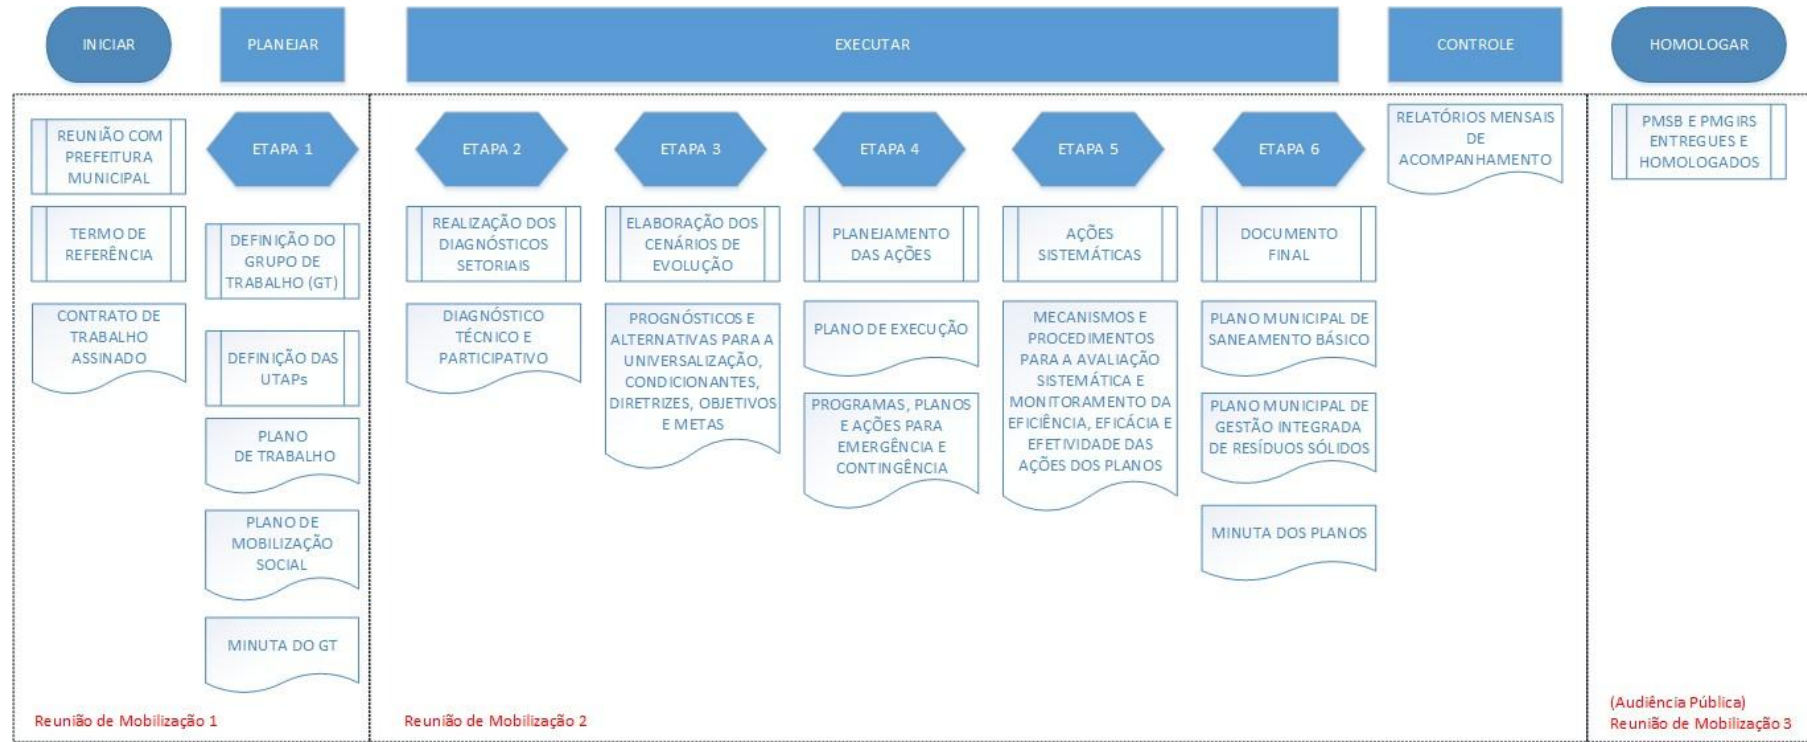 INICIAR
PLANEJAR
EXECUTAR
CONTROLE
HOMOLOGAR
REUNIÃO COM
PREFEITURA
MUNICIPAL
TERMO DE
REFERÊNCIA
CONTRATO DE
TRABALHO
ASSINADO
ETAPA 1
DEFINIÇÃO DO
GRUPO DE
TRABALHO (GT)
DEFINIÇÃO DAS
UTAPs
PLANO
DE TRABALHO
PLANO DE
MOBILIZAÇÃO
SOCIAL
MINUTA DO GT
Reunião de Mobilização 1
ETAPA 2
REALIZAÇÃO DOS
DIAGNÓSTICOS
SETORIAIS
DIAGNÓSTICO
TÉCNICO E
PARTICIPATIVO
ETAPA 3
ELABORAÇÃO DOS
CENÁRIOS DE
EVOLUÇÃO
PROGNÓSTICOS E
ALTERNATIVAS PARA A
UNIVERSALIZAÇÃO,
CONDICIONANTES,
DIRETRIZES, OBJETIVOS
E METAS
ETAPA 4
PLANEJAMENTO
DAS AÇÕES
PLANO DE EXECUÇÃO
PROGRAMAS, PLANOS
E AÇÕES PARA
EMERGÊNCIA E
CONTINGÊNCIA
ETAPA 5
AÇÕES
SISTEMÁTICAS
MECANISMOS E
PROCEDIMENTOS
PARA A AVALIAÇÃO
SISTEMÁTICA E
MONITORAMENTO DA
EFICIÊNCIA, EFICÁCIA E
EFETIVIDADE DAS
AÇÕES DOS PLANOS
ETAPA 6
DOCUMENTO
FINAL
PLANO MUNICIPAL DE
SANEAMENTO BÁSICO
PLANO MUNICIPAL DE
GESTÃO INTEGRADA
DE RESÍDUOS SÓLIDOS
MINUTA DOS PLANOS
RELATÓRIOS MENSAIS
DE
ACOMPANHAMENTO
Reunião de Mobilização 2
PMSB E PMGIRS
ENTREGUES E
HOMOLOGADOS
(Audiência Pública)
Reunião de Mobilização 3